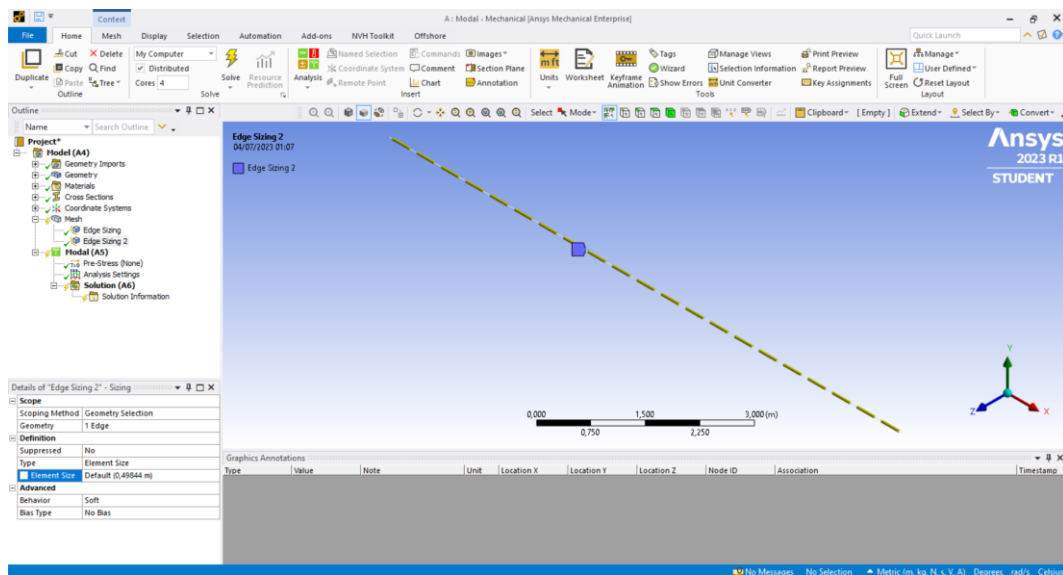 Context
A : Modal - Mechanical [Ansys Mechanical Enterprise]
File Home Mesh Display Selection Automation Add-ons NVH Toolkit Offshore
Quick Launch
Duplicate
Cut
Copy
Paste
Delete
Find
Tree
Outline
My Computer
Distributed
Cores 4
Solve
Resource Prediction
Solve
Analysis
Named Selection
Coordinate System
Remote Point
Commands
Comment
Chart
Images
Section Plane
Annotation
Insert
Units
Worksheet
Keyframe Animation
Tags
Wizard
Show Errors
Manage Views
Selection Information
Unit Converter
Print Preview
Report Preview
Key Assignments
Tools
Full Screen
Manage
User Defined
Reset Layout
Layout
Outline
Name Search Outline
Select Mode Clipboard [Empty] Extend Select By Convert
Project*
Model (A4)
Geometry Imports
Geometry
Materials
Cross Sections
Coordinate Systems
Mesh
Edge Sizing
Edge Sizing 2
Modal (A5)
Pre-Stress (None)
Analysis Settings
Solution (A6)
Solution Information
Edge Sizing 2
04/07/2023 01:07
Edge Sizing 2
Ansys
2023 R1
STUDENT
Y
Z X
0,000 1,500 3,000 (m)
0,750 2,250
Details of "Edge Sizing 2" - Sizing
Scope
Scoping Method Geometry Selection
Geometry 1 Edge
Definition
Suppressed No
Type Element Size
Element Size Default (0,49844 m)
Advanced
Behavior Soft
Bias Type No Bias
Graphics Annotations
Type Value Note Unit Location X Location Y Location Z Node ID Association Timestamp
No Messages No Selection Metric (m, kg, N, s, V, A) Degrees rad/s Celsius